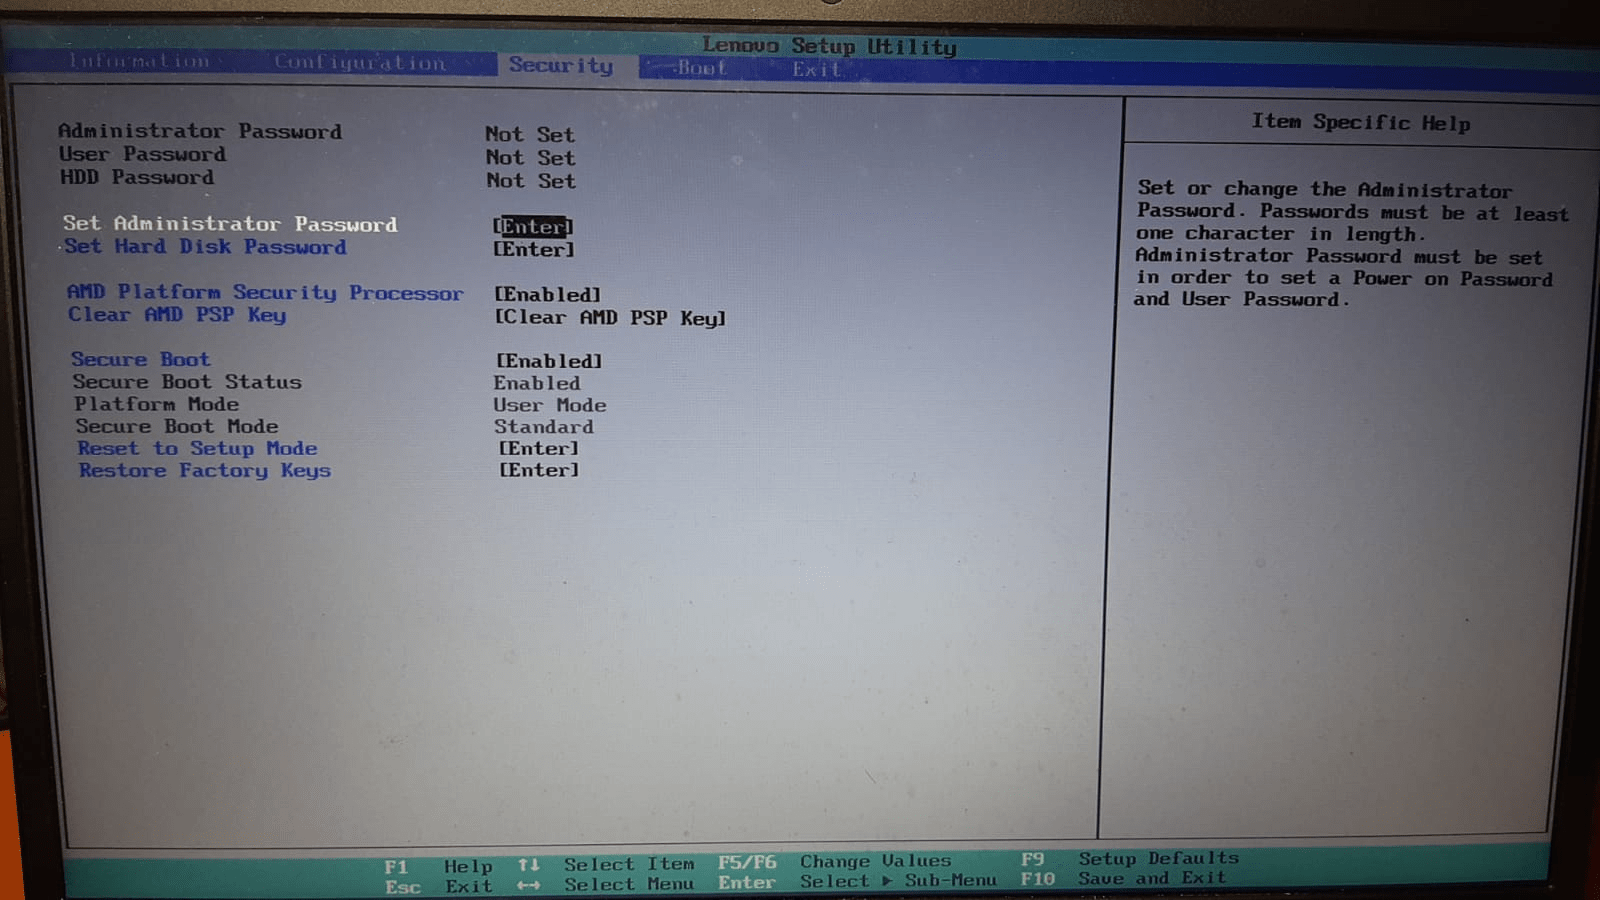 Lenovo Setup Utility
Information Configuration Security Boot Exit
Administrator Password Not Set
User Password Not Set
HDD Password Not Set
Set Administrator Password [Enter]
Set Hard Disk Password [Enter]
AMD Platform Security Processor [Enabled]
Clear AMD PSP Key [Clear AMD PSP Key]
Secure Boot [Enabled]
Secure Boot Status Enabled
Platform Mode User Mode
Secure Boot Mode Standard
Reset to Setup Mode [Enter]
Restore Factory Keys [Enter]
Item Specific Help
Set or change the Administrator
Password. Passwords must be at least
one character in length.
Administrator Password must be set
in order to set a Power on Password
and User Password.
F1 Help ↑↓ Select Item F5/F6 Change Values F9 Setup Defaults
Esc Exit ←→ Select Menu Enter Select ▶ Sub-Menu F10 Save and Exit